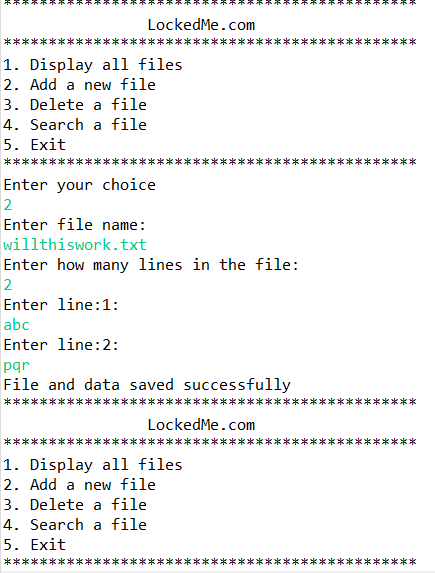 **********************************************
LockedMe.com
**********************************************
1. Display all files
2. Add a new file
3. Delete a file
4. Search a file
5. Exit
**********************************************
Enter your choice
2
Enter file name:
willthiswork.txt
Enter how many lines in the file:
2
Enter line:1:
abc
Enter line:2:
pqr
File and data saved successfully
**********************************************
LockedMe.com
**********************************************
1. Display all files
2. Add a new file
3. Delete a file
4. Search a file
5. Exit
**********************************************